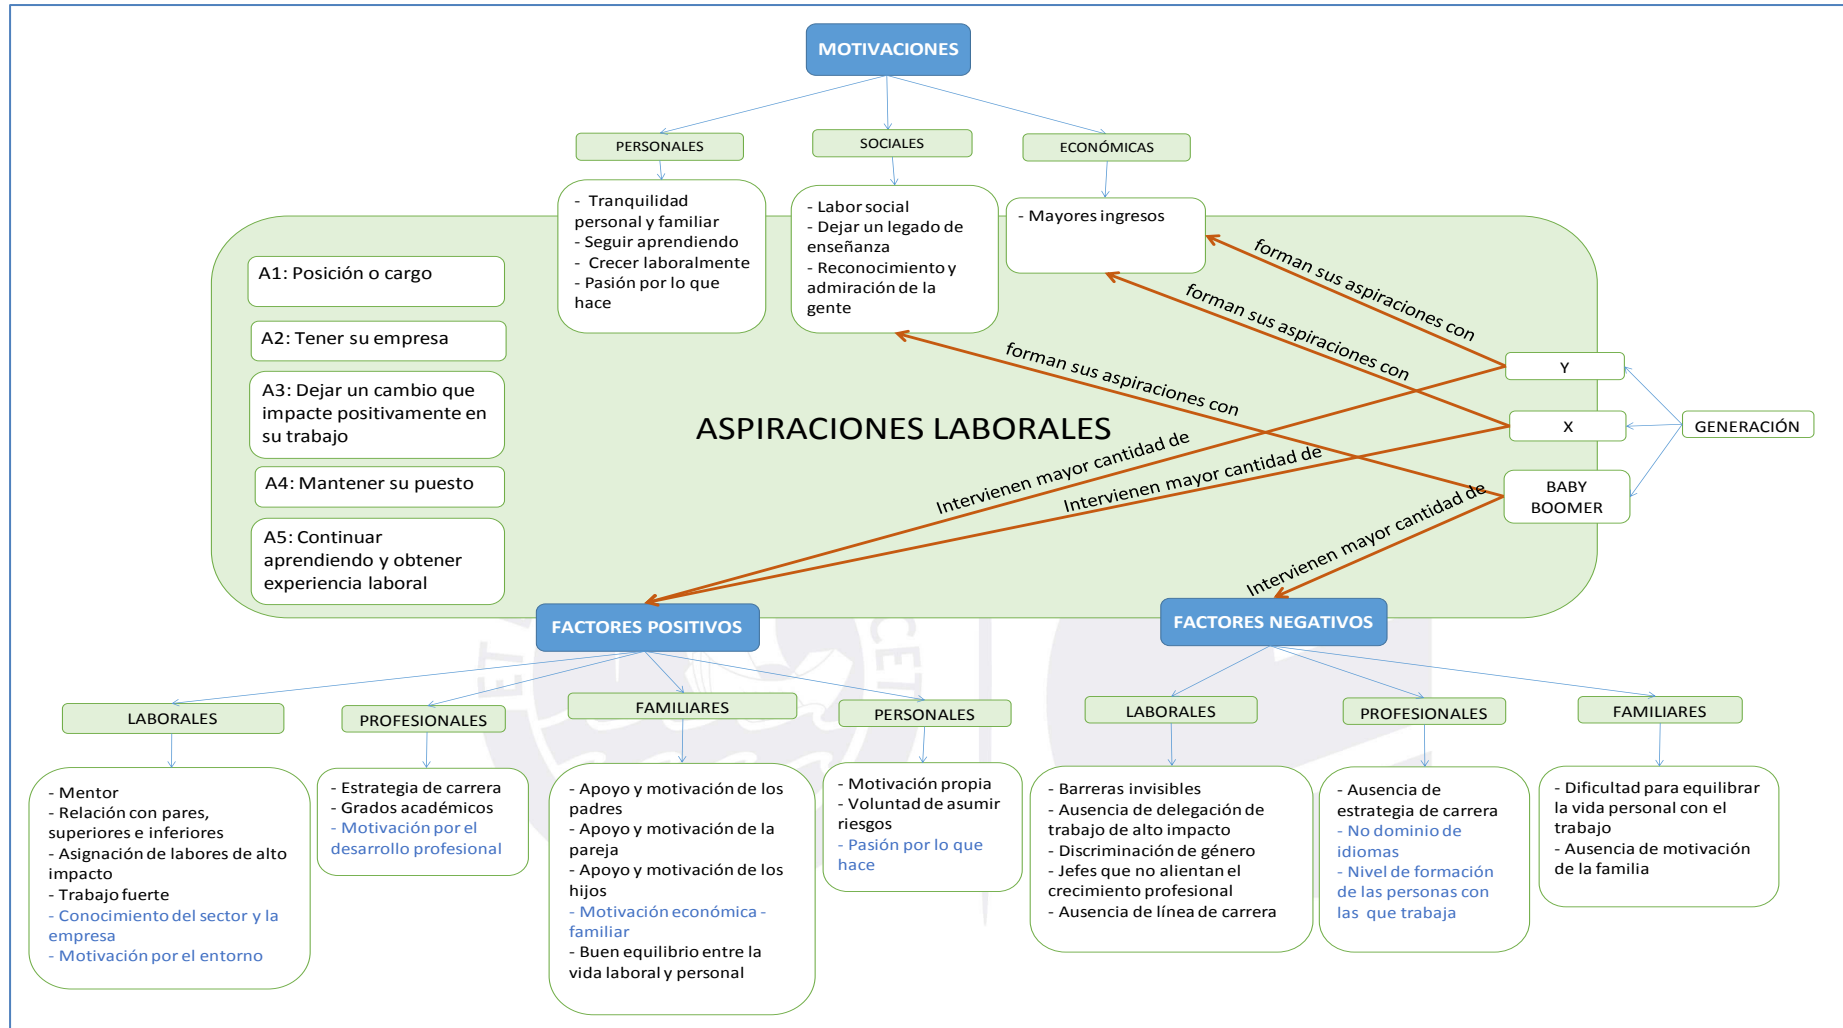 MOTIVACIONES
PERSONALES
SOCIALES
ECONÓMICAS
- Tranquilidad
personal y familiar
- Seguir aprendiendo
- Crecer laboralmente
- Pasión por lo que
hace
- Labor social
- Dejar un legado de
enseñanza
- Reconocimiento y
admiración de la
gente
- Mayores ingresos
A1: Posición o cargo
A2: Tener su empresa
A3: Dejar un cambio que
impacte positivamente en
su trabajo
A4: Mantener su puesto
A5: Continuar
aprendiendo y obtener
experiencia laboral
ASPIRACIONES LABORALES
forman sus aspiraciones con
forman sus aspiraciones con
forman sus aspiraciones con
Intervienen mayor cantidad de
Intervienen mayor cantidad de
Intervienen mayor cantidad de
Y
X
BABY
BOOMER
GENERACIÓN
FACTORES POSITIVOS
FACTORES NEGATIVOS
LABORALES
PROFESIONALES
FAMILIARES
PERSONALES
LABORALES
PROFESIONALES
FAMILIARES
- Mentor
- Relación con pares,
superiores e inferiores
- Asignación de labores de alto
impacto
- Trabajo fuerte
- Conocimiento del sector y la
empresa
- Motivación por el entorno
- Estrategia de carrera
- Grados académicos
- Motivación por el
desarrollo profesional
- Apoyo y motivación de los
padres
- Apoyo y motivación de la
pareja
- Apoyo y motivación de los
hijos
- Motivación económica -
familiar
- Buen equilibrio entre la
vida laboral y personal
- Motivación propia
- Voluntad de asumir
riesgos
- Pasión por lo que
hace
- Barreras invisibles
- Ausencia de delegación de
trabajo de alto impacto
- Discriminación de género
- Jefes que no alientan el
crecimiento profesional
- Ausencia de línea de carrera
- Ausencia de
estrategia de carrera
- No dominio de
idiomas
- Nivel de formación
de las personas con
las que trabaja
- Dificultad para equilibrar
la vida personal con el
trabajo
- Ausencia de motivación
de la familia